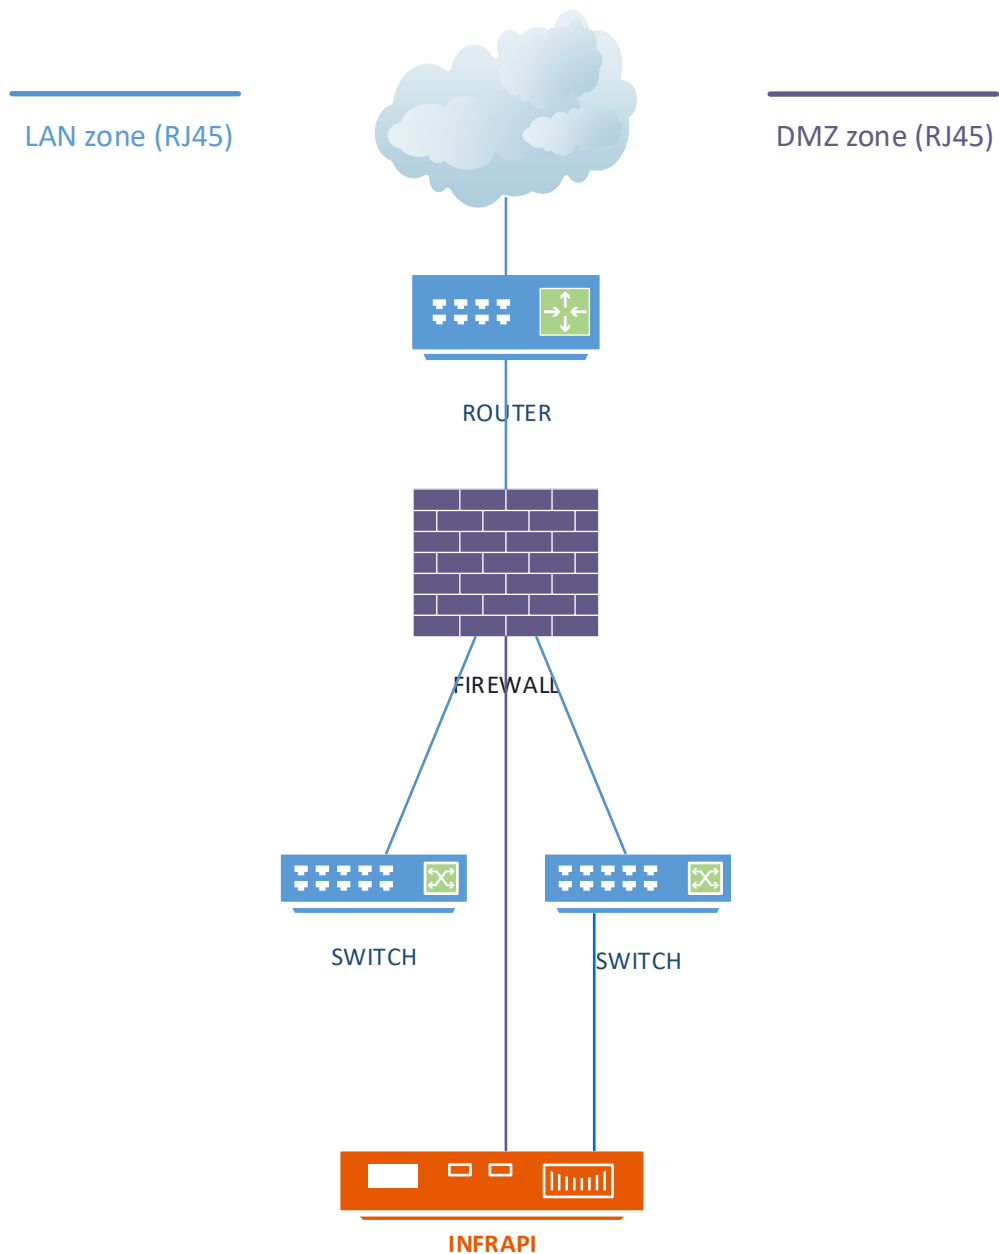 LAN zone (RJ45)
DMZ zone (RJ45)
ROUTER
FIREWALL
SWITCH
SWITCH
INFRAPI